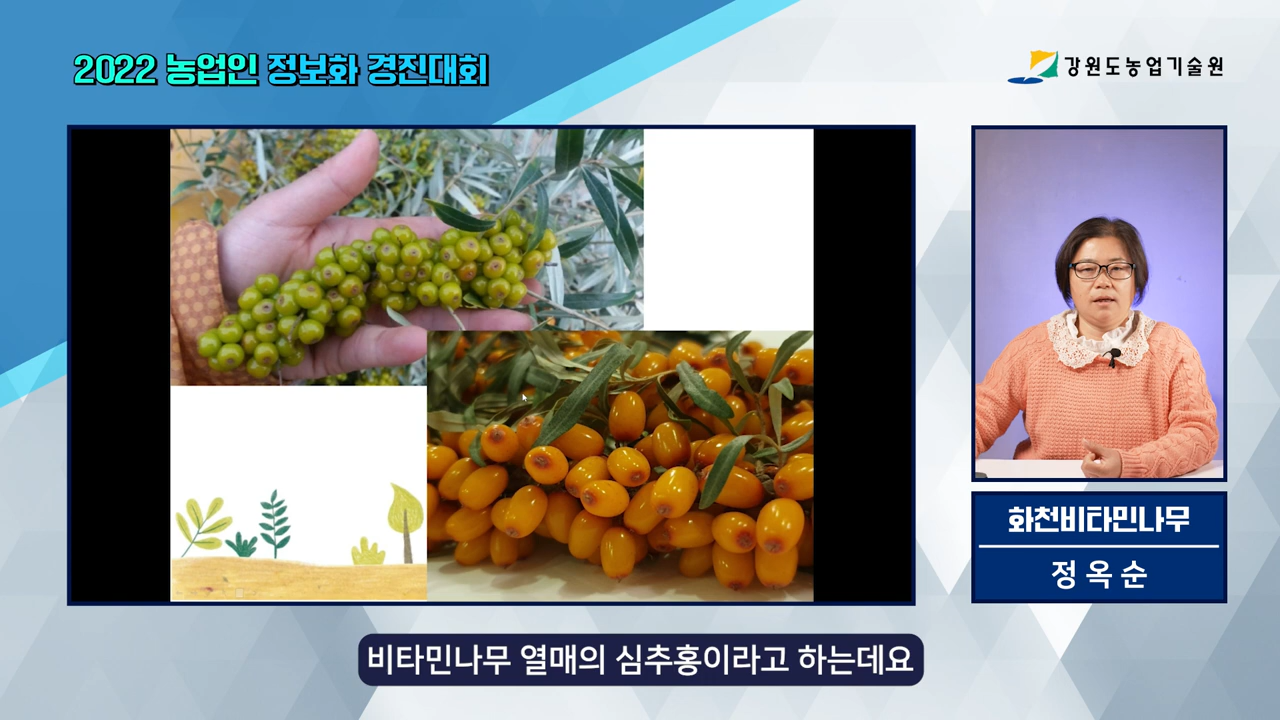 2022 농업인 정보화 경진대회
강원도농업기술원
화천비타민나무
정옥순
비타민나무 열매의 심추홍이라고 하는데요